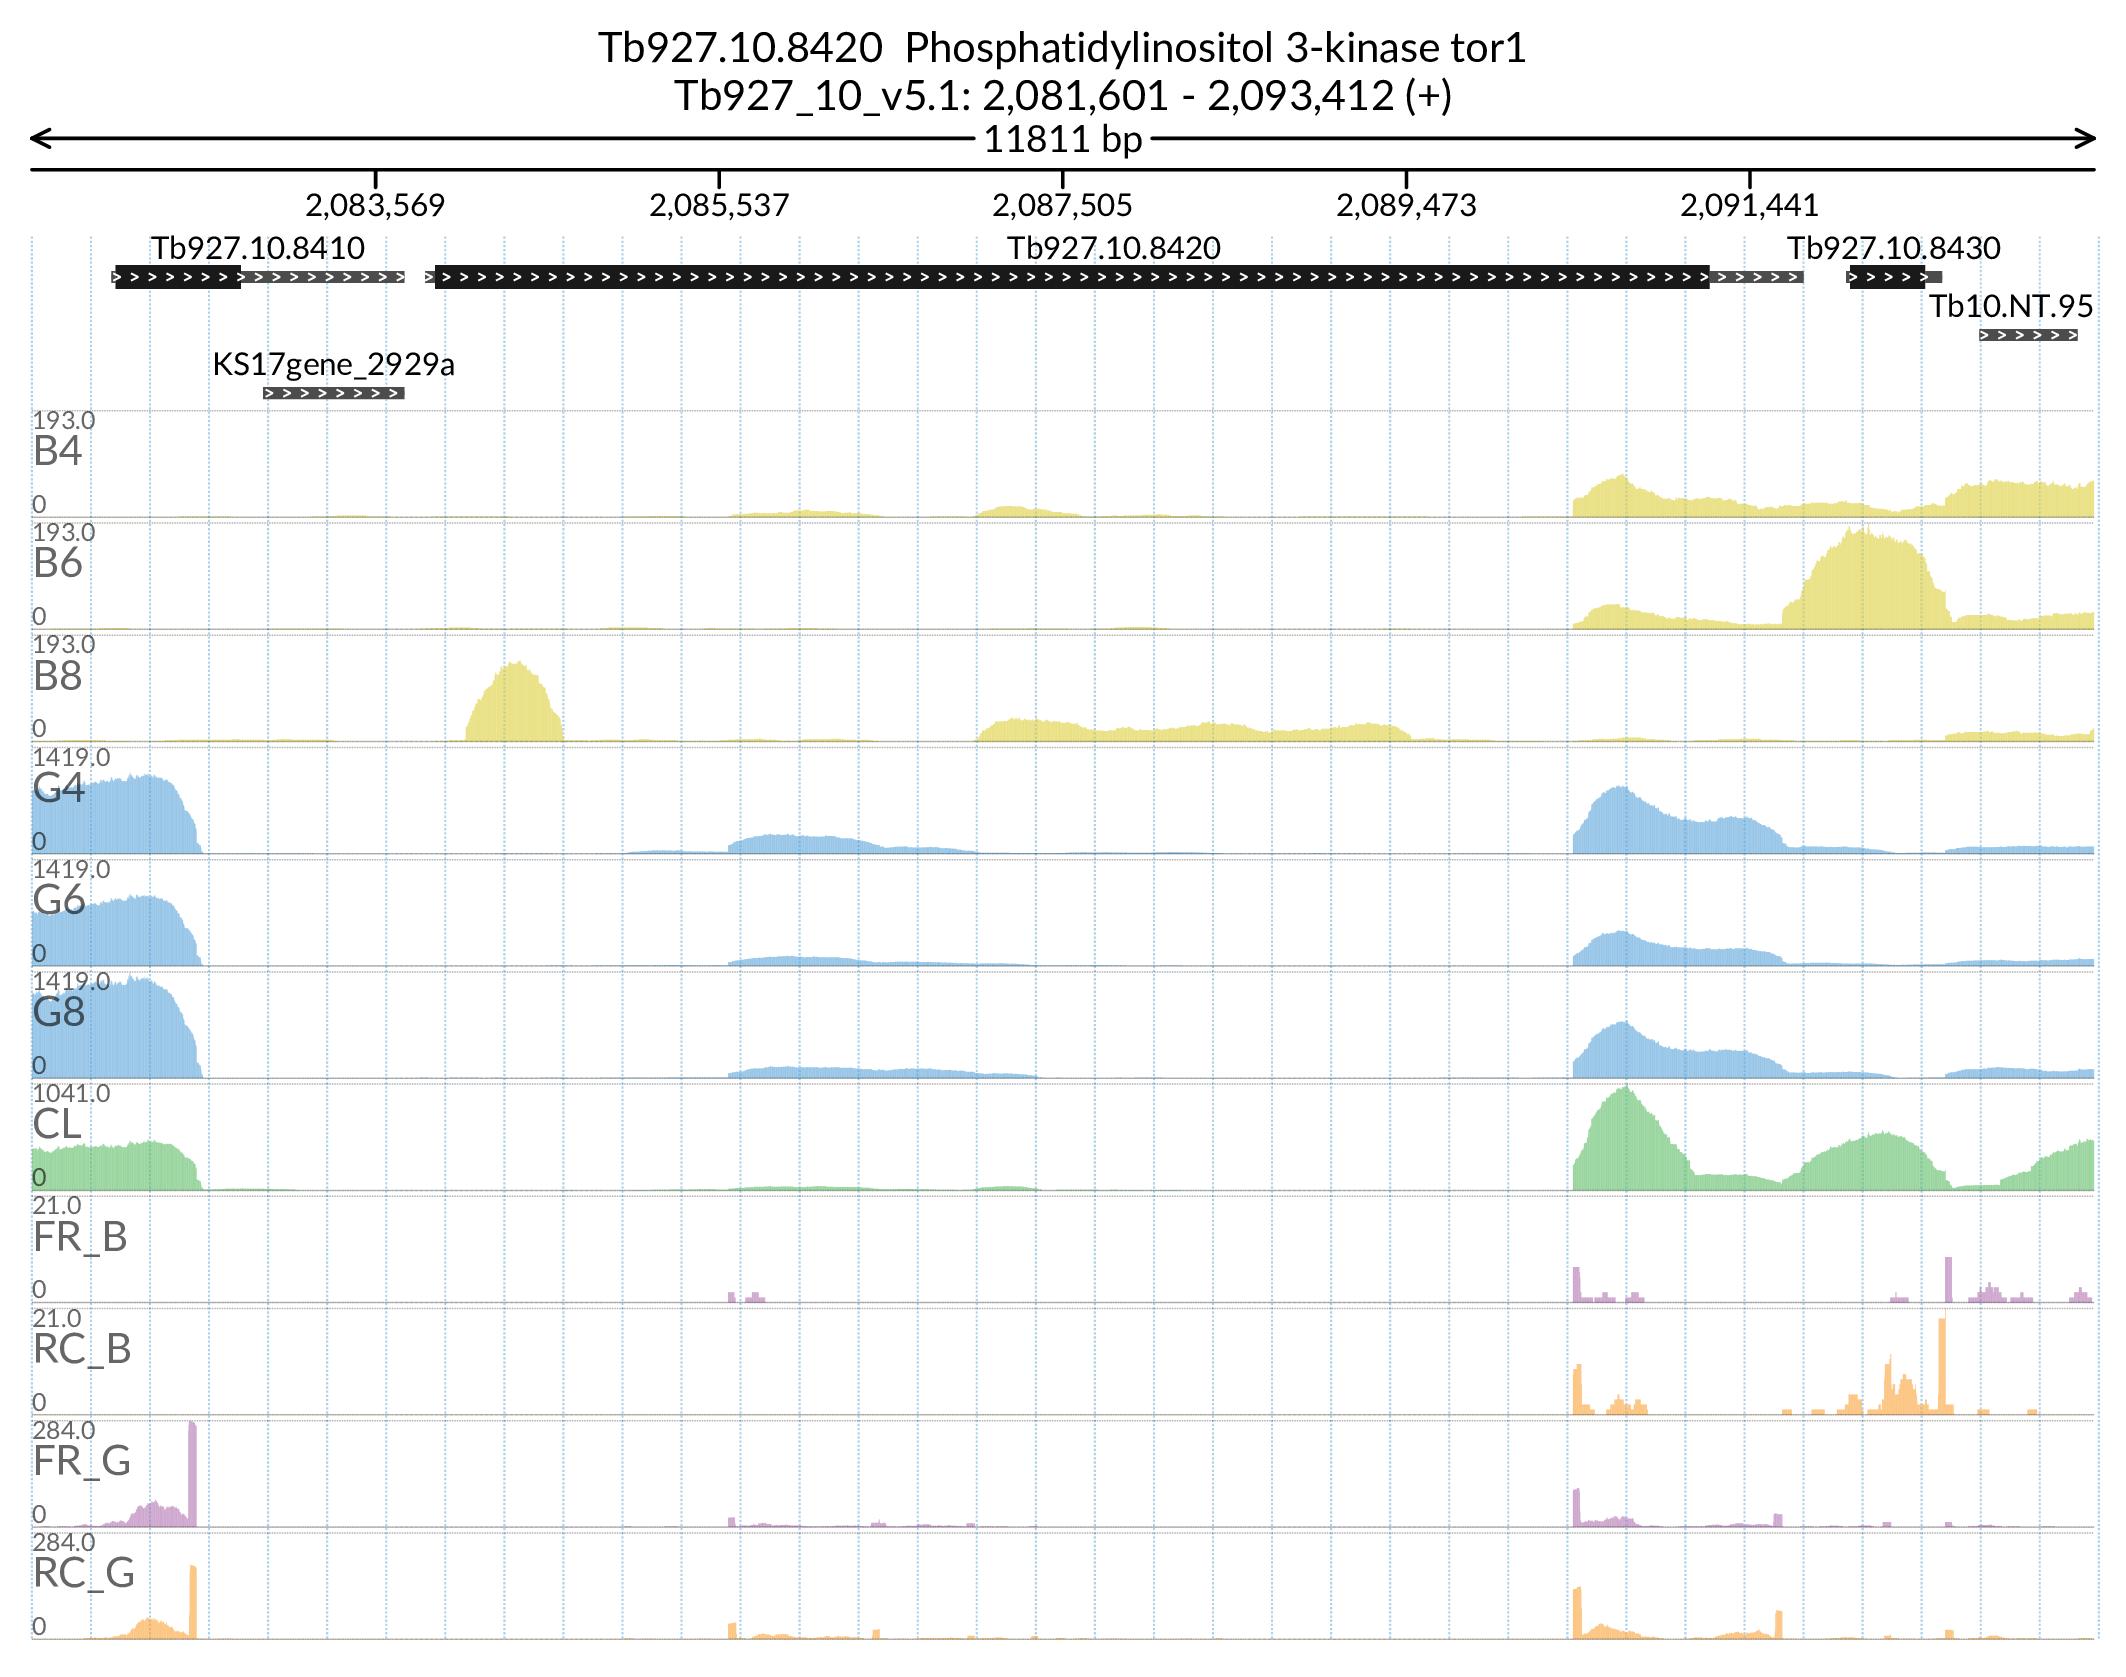 Tb927.10.8420  Phosphatidylinositol 3-kinase tor1
Tb927_10_v5.1: 2,081,601 - 2,093,412 (+)
11811 bp
2,083,569 2,085,537 2,087,505 2,089,473 2,091,441
Tb927.10.8410 Tb927.10.8420 Tb927.10.8430
Tb10.NT.95
KS17gene_2929a
193.0
B4
0
193.0
B6
0
193.0
B8
0
1419.0
G4
0
1419.0
G6
0
1419.0
G8
0
1041.0
CL
0
21.0
FR_B
0
21.0
RC_B
0
284.0
FR_G
0
284.0
RC_G
0